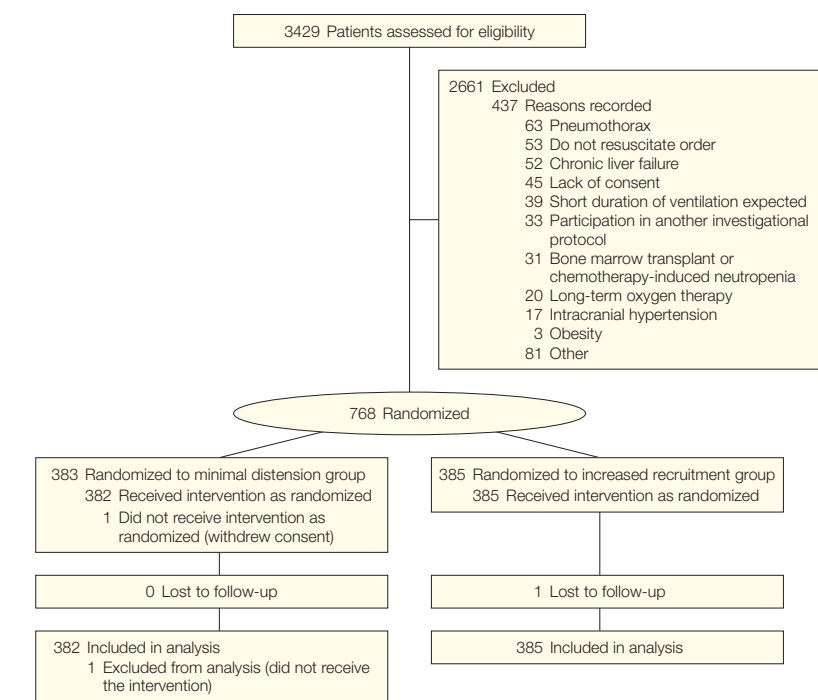 3429 Patients assessed for eligibility
2661 Excluded
437 Reasons recorded
63 Pneumothorax
53 Do not resuscitate order
52 Chronic liver failure
45 Lack of consent
39 Short duration of ventilation expected
33 Participation in another investigational
protocol
31 Bone marrow transplant or
chemotherapy-induced neutropenia
20 Long-term oxygen therapy
17 Intracranial hypertension
3 Obesity
81 Other
768 Randomized
383 Randomized to minimal distension group
382 Received intervention as randomized
1 Did not receive intervention as
randomized (withdrew consent)
385 Randomized to increased recruitment group
385 Received intervention as randomized
0 Lost to follow-up
1 Lost to follow-up
382 Included in analysis
1 Excluded from analysis (did not receive
the intervention)
385 Included in analysis